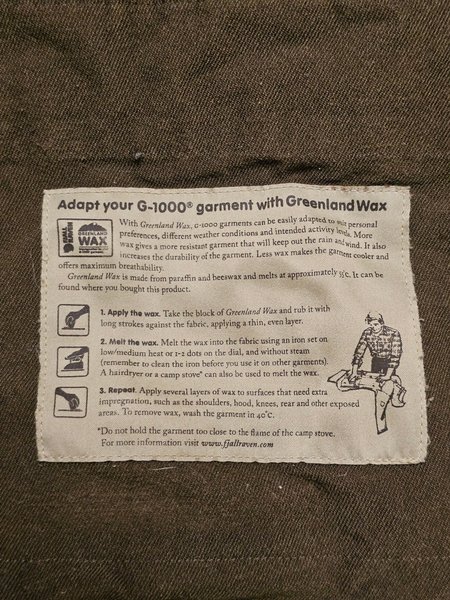 Adapt your G-1000® garment with Greenland Wax
GREENLAND
WAX
With Greenland Wax, G-1000 garments can be easily adapted to suit personal
preferences, different weather conditions and intended activity levels. More
wax gives a more resistant garment that will keep out the rain and wind. It also
increases the durability of the garment. Less wax makes the garment cooler and
offers maximum breathability.
Greenland Wax is made from paraffin and beeswax and melts at approximately 55°C. It can be
found where you bought this product.
1. Apply the wax. Take the block of Greenland Wax and rub it with
long strokes against the fabric, applying a thin, even layer.
2. Melt the wax. Melt the wax into the fabric using an iron set on
low/medium heat or 1-2 dots on the dial, and without steam
(remember to clean the iron before you use it on other garments).
A hairdryer or a camp stove* can also be used to melt the wax.
3. Repeat. Apply several layers of wax to surfaces that need extra
impregnation, such as the shoulders, hood, knees, rear and other exposed
areas. To remove wax, wash the garment in 40°C.
*Do not hold the garment too close to the flame of the camp stove.
For more information visit www.fjallraven.com